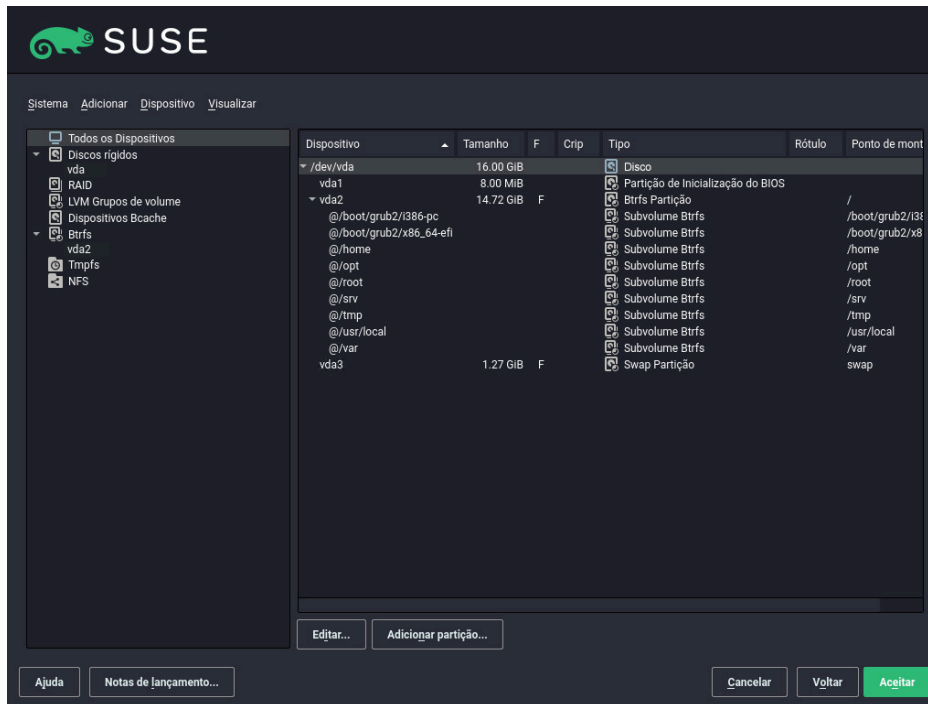 SUSE
Sistema Adicionar Dispositivo Visualizar
Todos os Dispositivos
Discos rígidos
vda
RAID
LVM Grupos de volume
Dispositivos Bcache
Btrfs
vda2
Tmpfs
NFS
Dispositivo Tamanho F Crip Tipo Rótulo Ponto de mont
/dev/vda 16.00 GiB Disco
vda1 8.00 MiB Partição de Inicialização do BIOS
vda2 14.72 GiB F Btrfs Partição /
@/boot/grub2/i386-pc Subvolume Btrfs /boot/grub2/i38
@/boot/grub2/x86_64-efi Subvolume Btrfs /boot/grub2/x8
@/home Subvolume Btrfs /home
@/opt Subvolume Btrfs /opt
@/root Subvolume Btrfs /root
@/srv Subvolume Btrfs /srv
@/tmp Subvolume Btrfs /tmp
@/usr/local Subvolume Btrfs /usr/local
@/var Subvolume Btrfs /var
vda3 1.27 GiB F Swap Partição swap
Editar... Adicionar partição...
Ajuda Notas de lançamento... Cancelar Voltar Aceitar